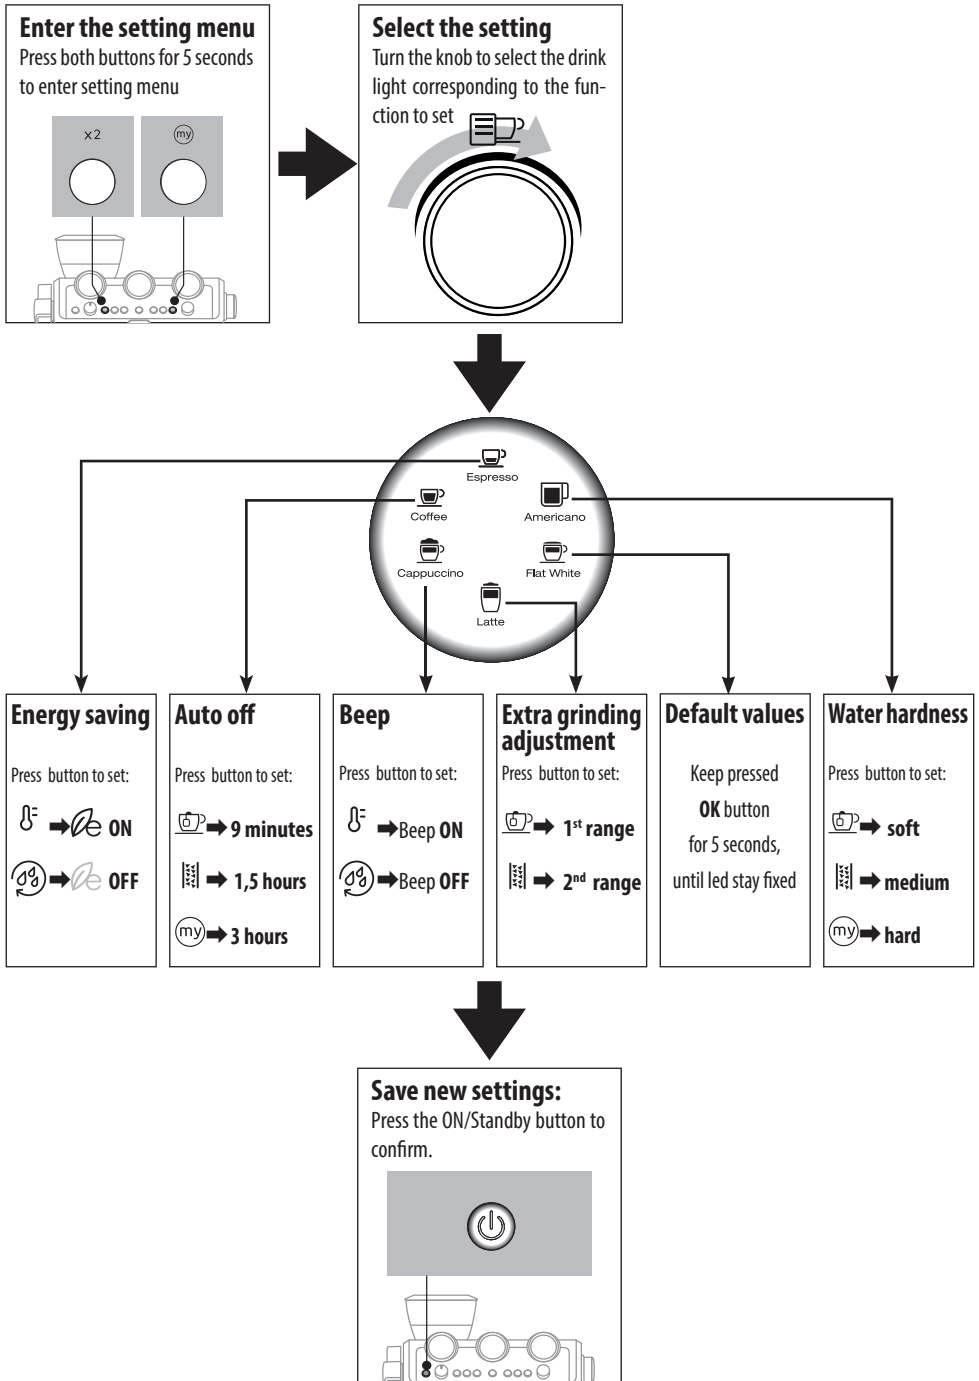 Enter the setting menu
Press both buttons for 5 seconds
to enter setting menu
x2
my
Select the setting
Turn the knob to select the drink
light corresponding to the fun-
ction to set
Espresso
Coffee
Americano
Cappuccino
Flat White
Latte
Energy saving
Press button to set:
e ON
e OFF
Auto off
Press button to set:
9 minutes
1,5 hours
my 3 hours
Beep
Press button to set:
Beep ON
Beep OFF
Extra grinding
adjustment
Press button to set:
1st range
2nd range
Default values
Keep pressed
OK button
for 5 seconds,
until led stay fixed
Water hardness
Press button to set:
soft
medium
my hard
Save new settings:
Press the ON/Standby button to
confirm.